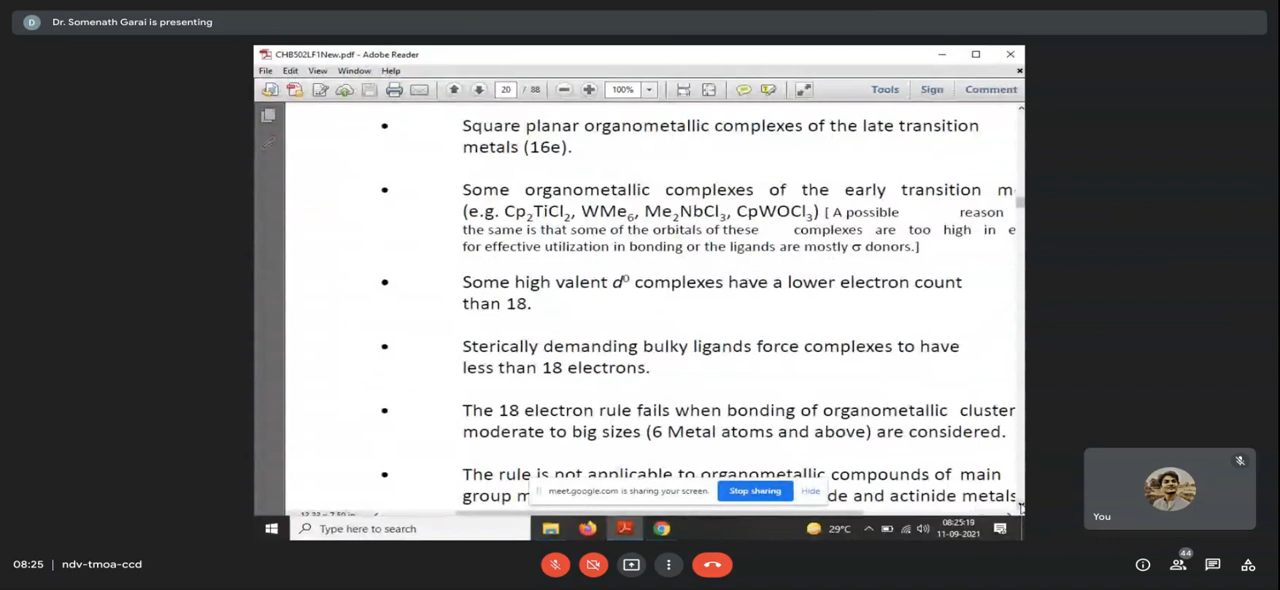 D Dr. Somenath Garai is presenting
CHB502LF1New.pdf - Adobe Reader
File Edit View Window Help
20 / 88 100% Tools Sign Comment
• Square planar organometallic complexes of the late transition
metals (16e).
• Some organometallic complexes of the early transition m
(e.g. Cp₂TiCl₂, WMe₆, Me₂NbCl₃, CpWOCl₃) [ A possible reason
the same is that some of the orbitals of these complexes are too high in e
for effective utilization in bonding or the ligands are mostly σ donors.]
• Some high valent d⁰ complexes have a lower electron count
than 18.
• Sterically demanding bulky ligands force complexes to have
less than 18 electrons.
• The 18 electron rule fails when bonding of organometallic cluster
moderate to big sizes (6 Metal atoms and above) are considered.
• The rule is not applicable to organometallic compounds of main
group m de and actinide metals
meet.google.com is sharing your screen. Stop sharing Hide
Type here to search
29°C 08:25:19
11-09-2021
You
08:25 | ndv-tmoa-ccd
44